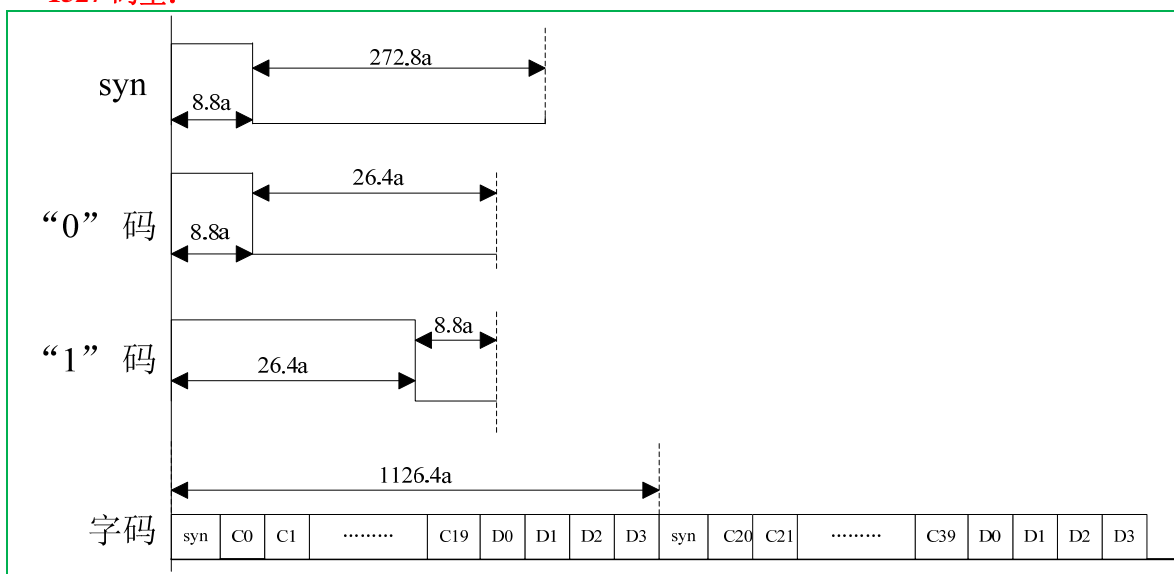 syn
272.8a
8.8a
“0” 码
26.4a
8.8a
“1” 码
8.8a
26.4a
1126.4a
字码 syn C0 C1 ········· C19 D0 D1 D2 D3 syn C20 C21 ········· C39 D0 D1 D2 D3